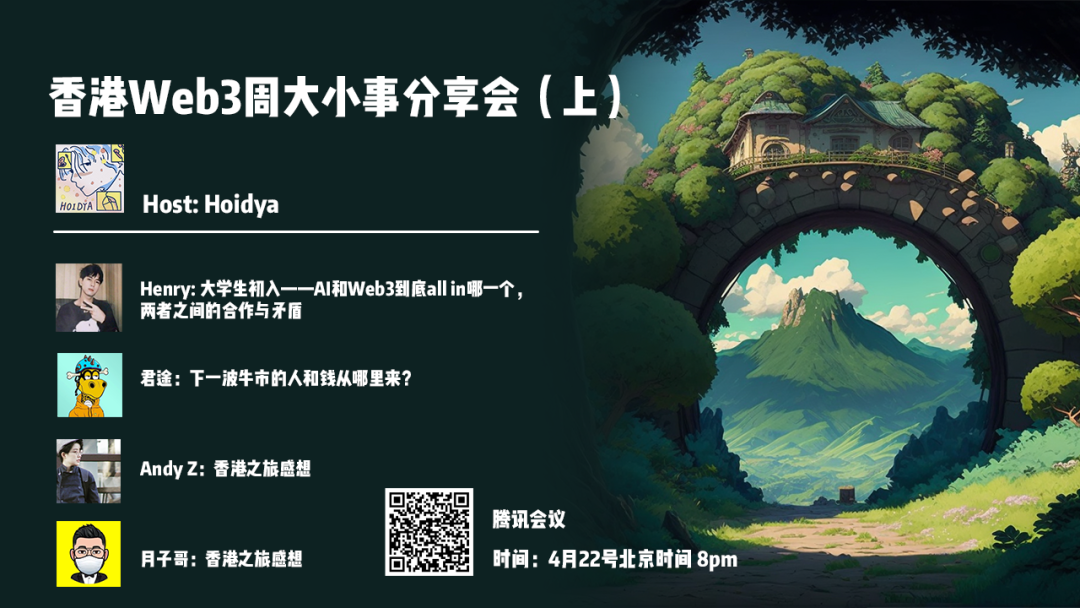 香港Web3周大小事分享会（上）
HOIDYA
Host: Hoidya
Henry: 大学生初入——AI和Web3到底all in哪一个，
两者之间的合作与矛盾
君途：下一波牛市的人和钱从哪里来？
Andy Z：香港之旅感想
月子哥：香港之旅感想
腾讯会议
时间：4月22号北京时间 8pm